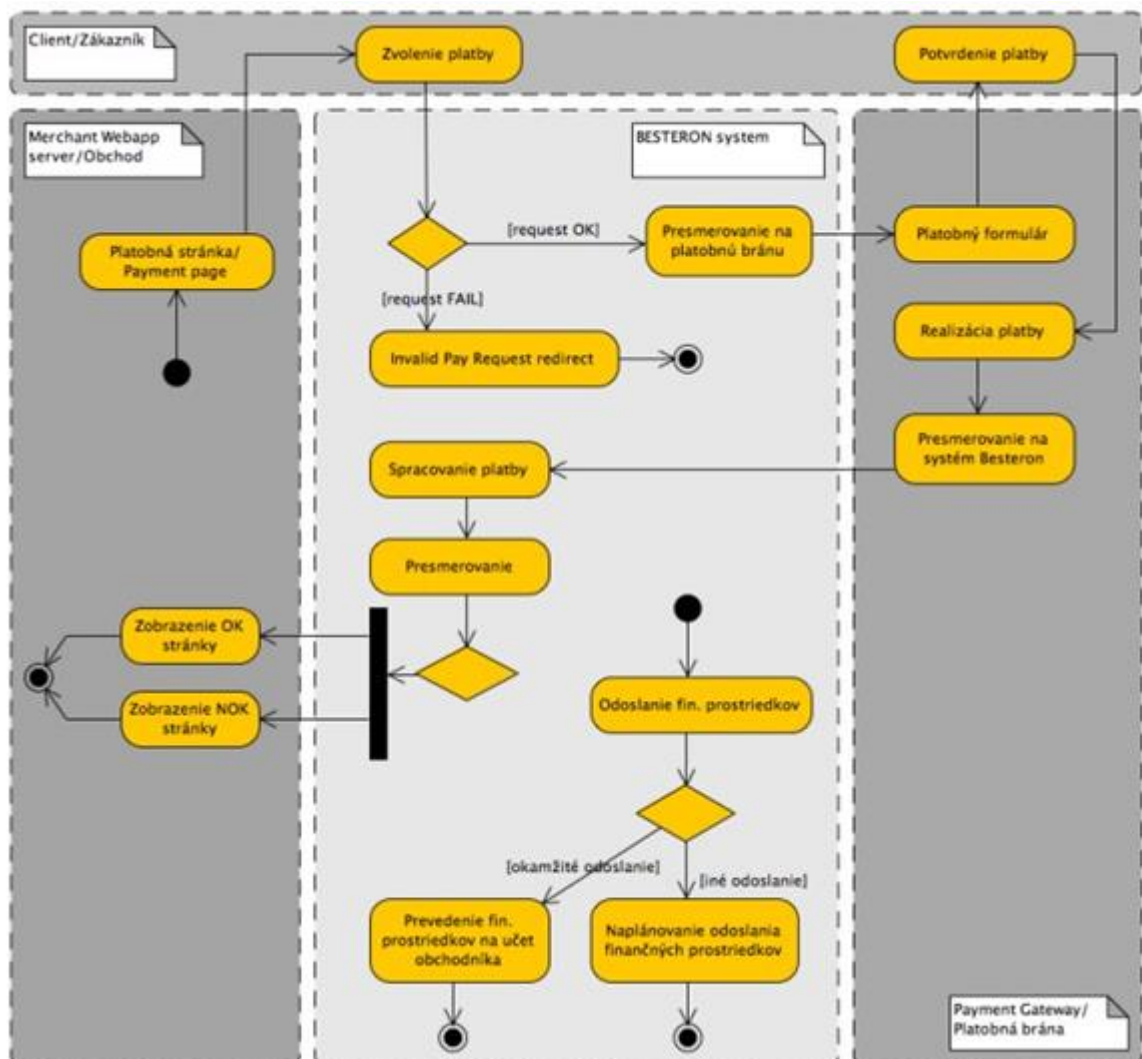 Client/Zákazník
Zvolenie platby
Potvrdenie platby
Merchant Webapp
server/Obchod
BESTERON system
[request OK]
Presmerovanie na
platobnú bránu
Platobný formulár
Platobná stránka/
Payment page
[request FAIL]
Realizácia platby
Invalid Pay Request redirect
Presmerovanie na
systém Besteron
Spracovanie platby
Presmerovanie
Zobrazenie OK
stránky
Zobrazenie NOK
stránky
Odoslanie fin. prostriedkov
[okamžité odoslanie]
[iné odoslanie]
Prevedenie fin.
prostriedkov na učet
obchodníka
Naplánovanie odoslania
finančných prostriedkov
Payment Gateway/
Platobná brána